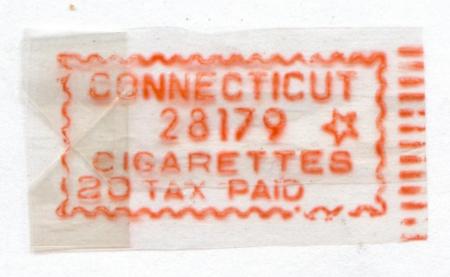 CONNECTICUT
28179
CIGARETTES
20 TAX PAID